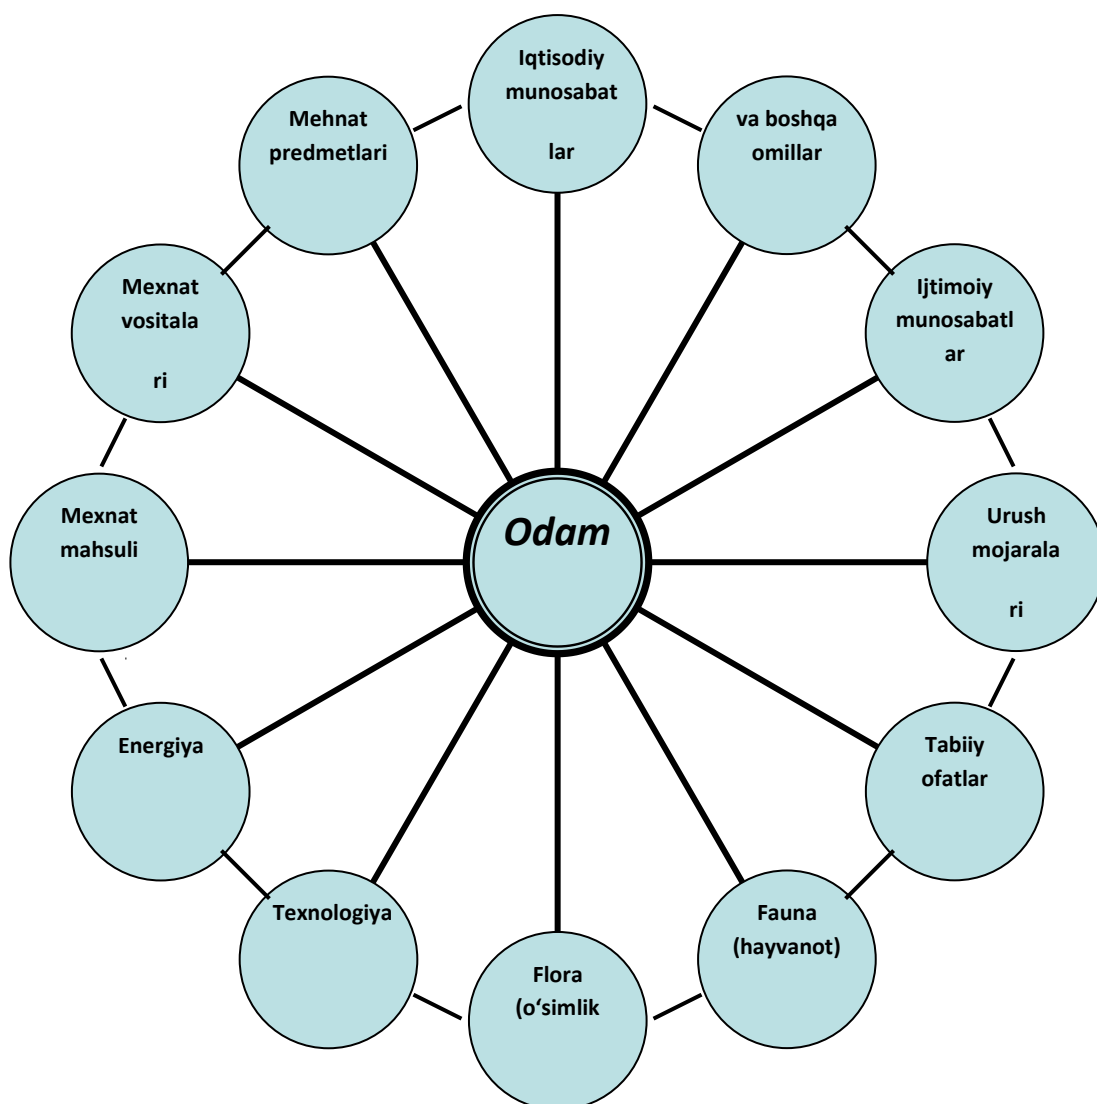 Iqtisodiy
munosabat
lar
va boshqa
omillar
Ijtimoiy
munosabatl
ar
Urush
mojarala
ri
Tabiiy
ofatlar
Fauna
(hayvanot)
Flora
(o‘simlik
Texnologiya
Energiya
Mexnat
mahsuli
Mexnat
vositala
ri
Mehnat
predmetlari
Odam